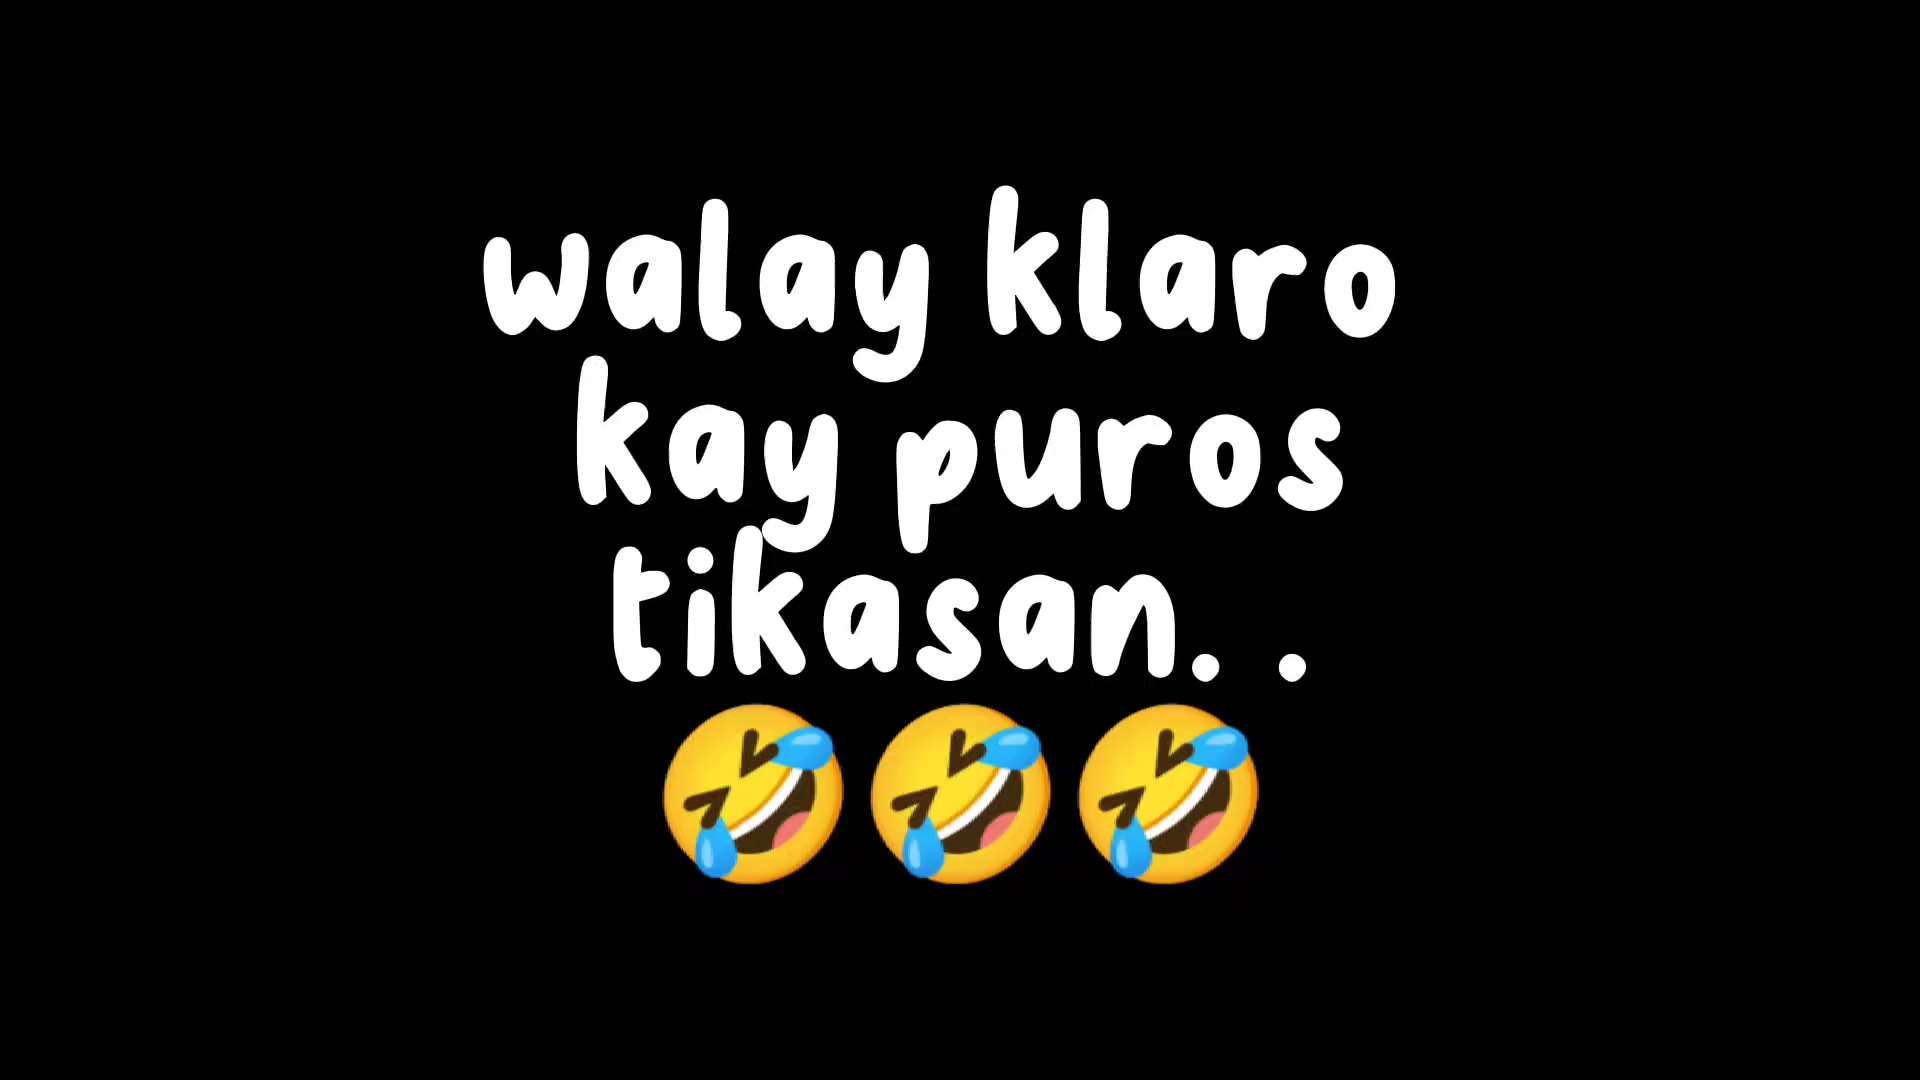 walay klaro
kay puros
tikasan. .
🤣🤣🤣